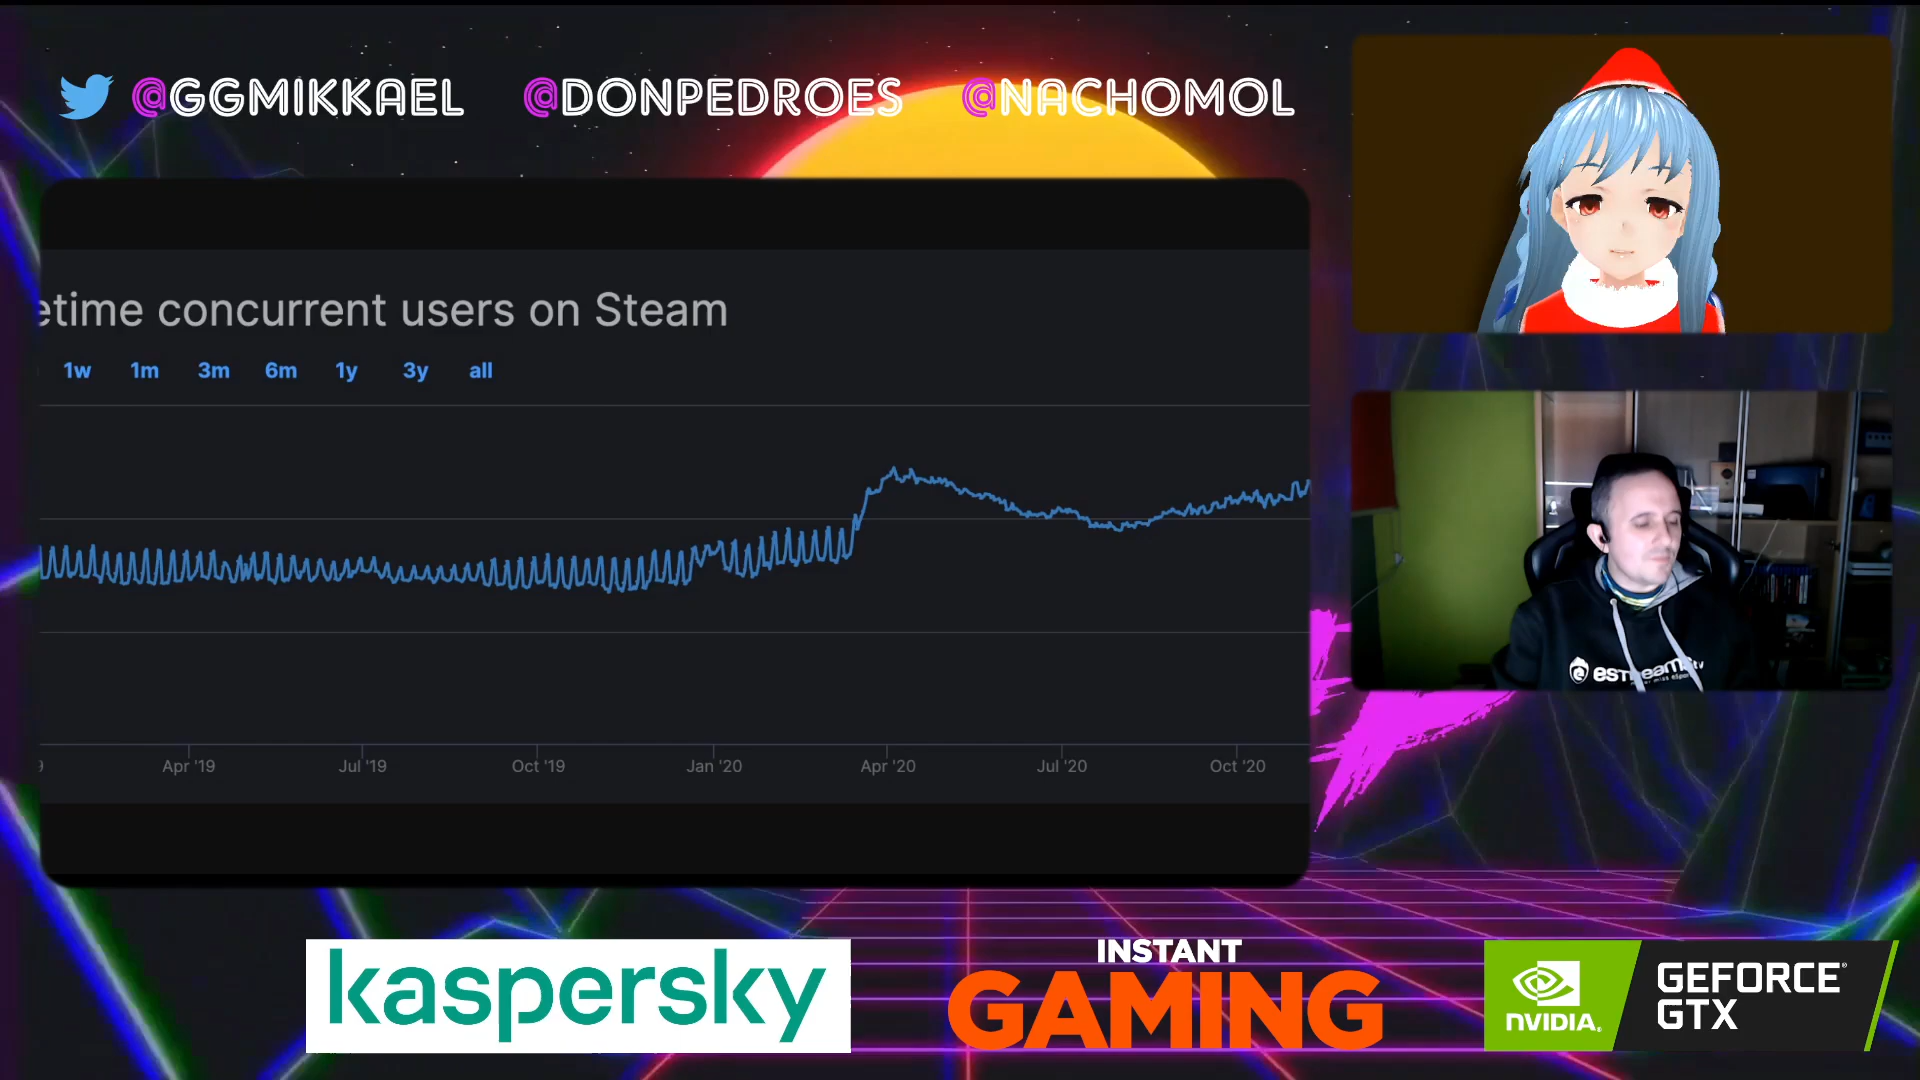 @GGMIKKAEL @DONPEDROES @NACHOMOL
etime concurrent users on Steam
1w 1m 3m 6m 1y 3y all
Apr '19 Jul '19 Oct '19 Jan '20 Apr '20 Jul '20 Oct '20
kaspersky
INSTANT
GAMING
NVIDIA.
GEFORCE
GTX